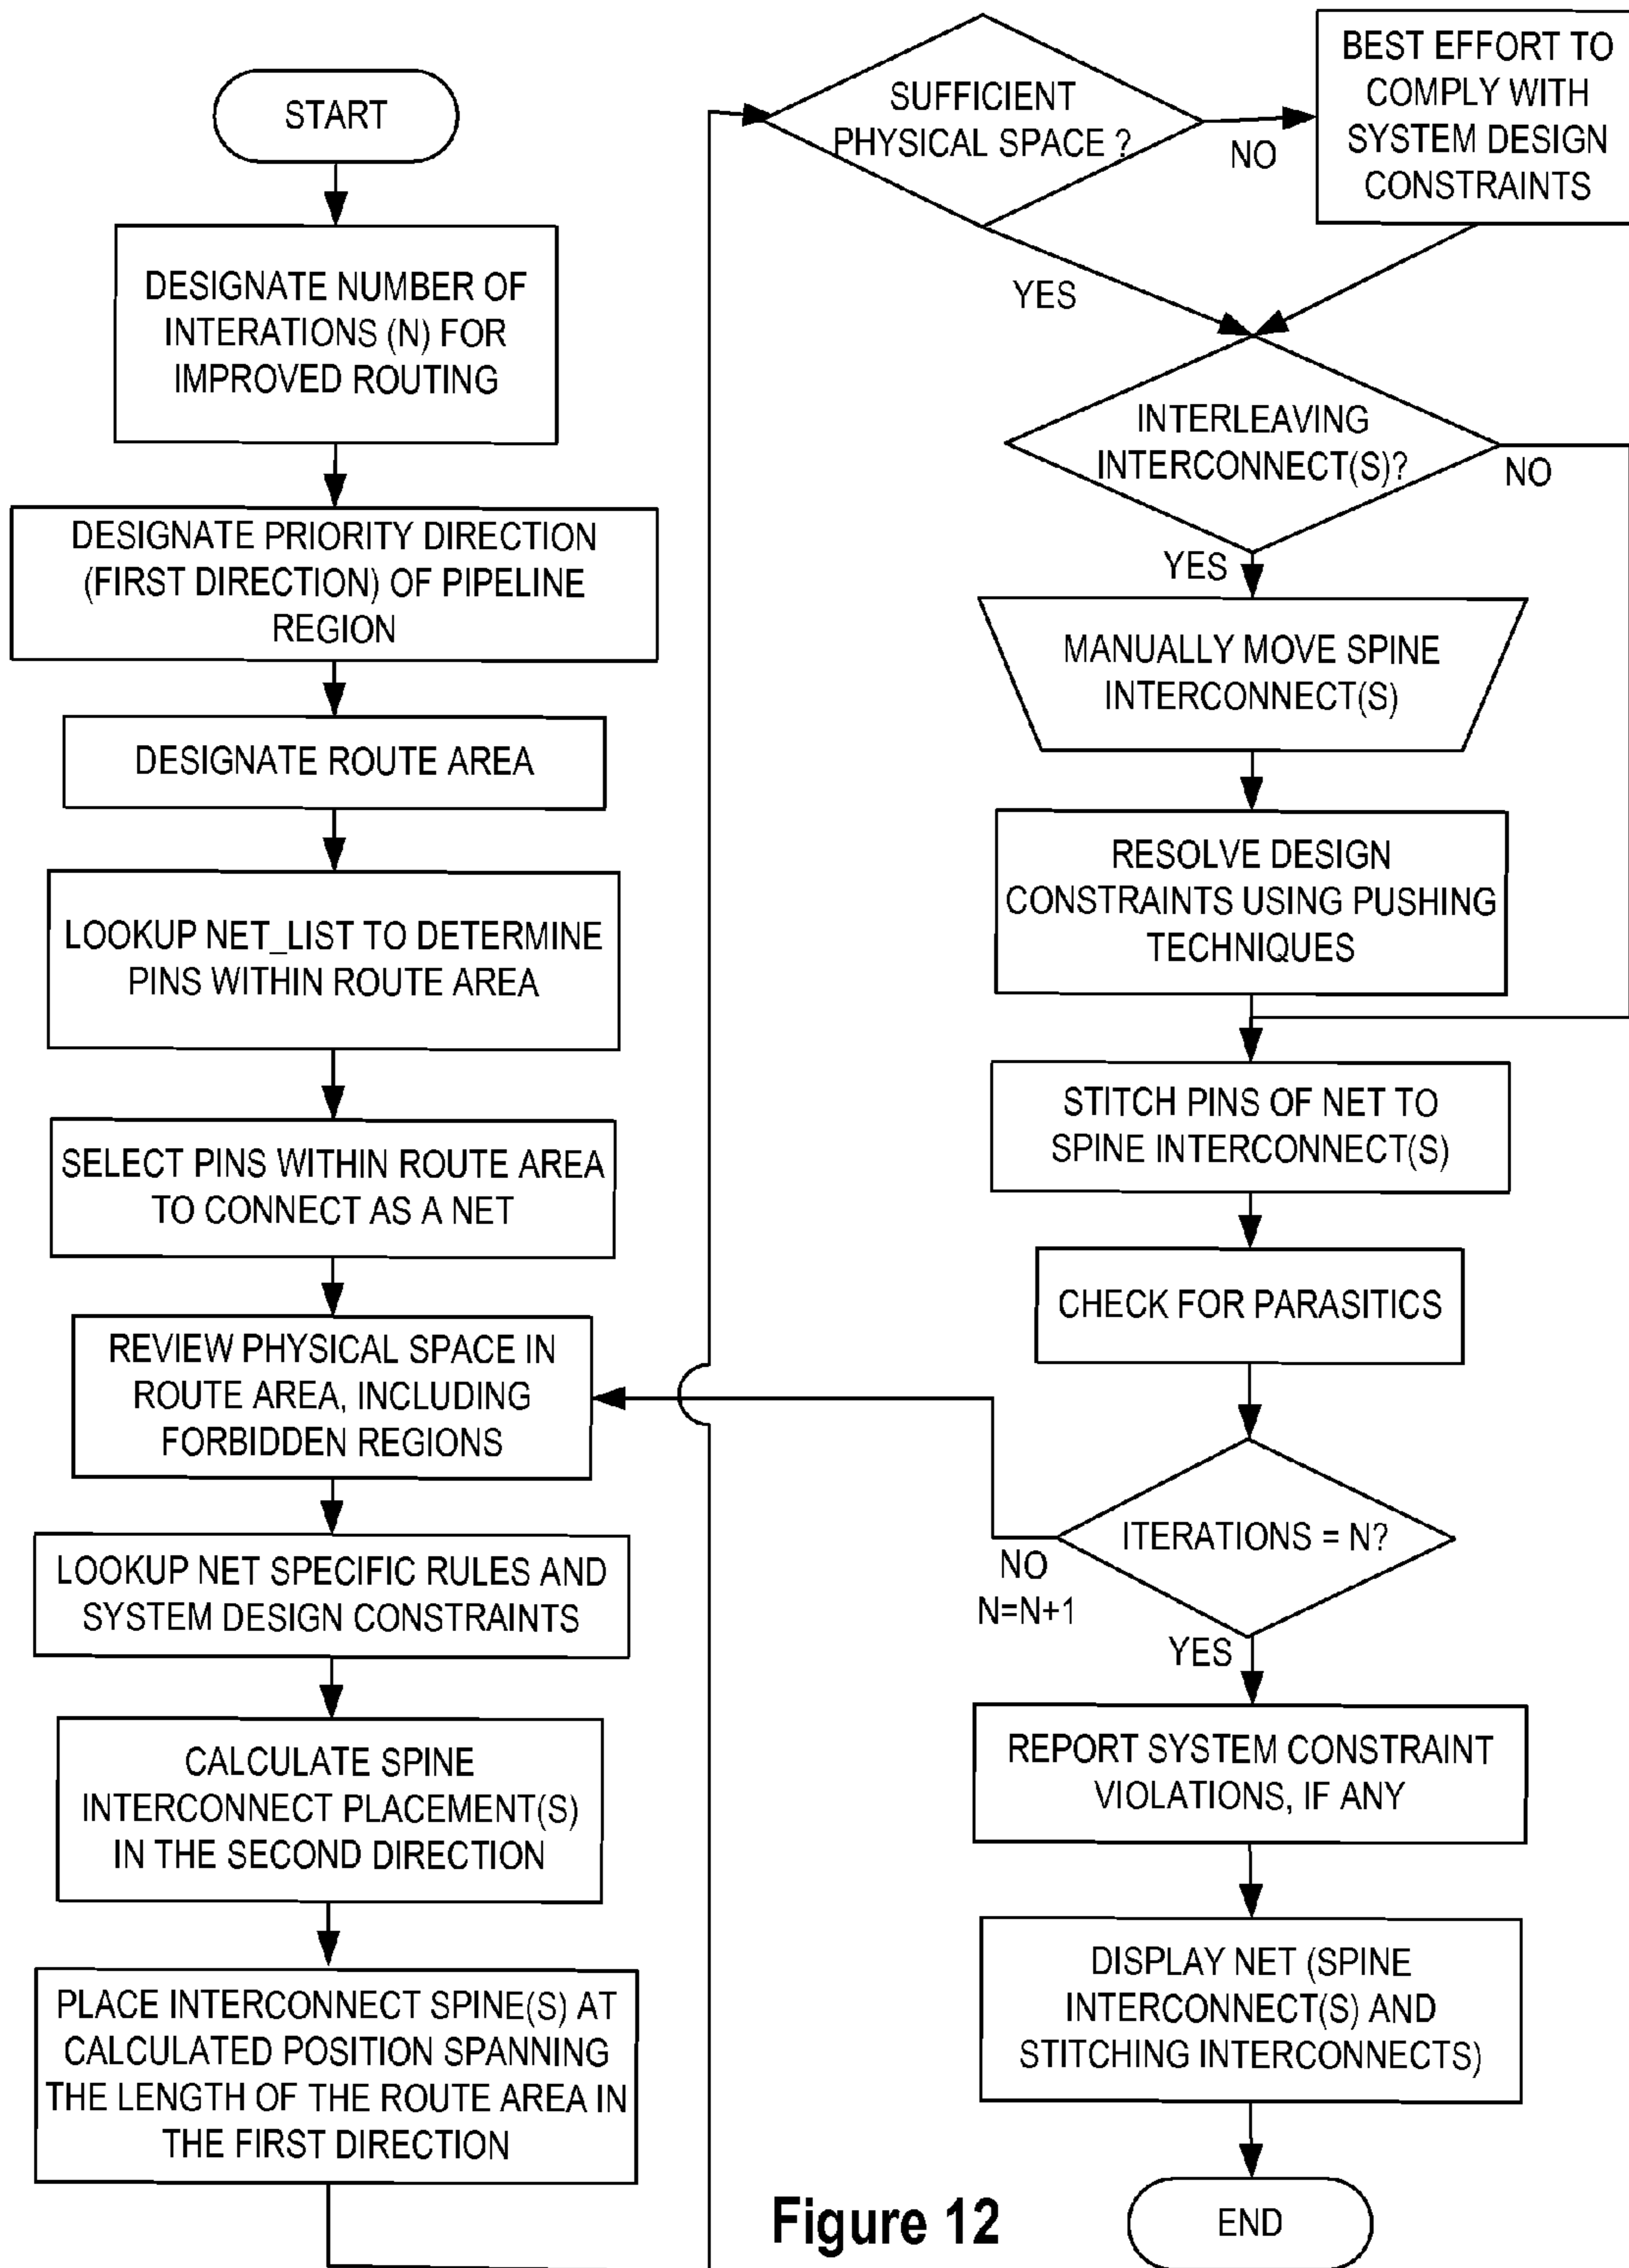 START
DESIGNATE NUMBER OF
INTERATIONS (N) FOR
IMPROVED ROUTING
DESIGNATE PRIORITY DIRECTION
(FIRST DIRECTION) OF PIPELINE
REGION
DESIGNATE ROUTE AREA
LOOKUP NET_LIST TO DETERMINE
PINS WITHIN ROUTE AREA
SELECT PINS WITHIN ROUTE AREA
TO CONNECT AS A NET
REVIEW PHYSICAL SPACE IN
ROUTE AREA, INCLUDING
FORBIDDEN REGIONS
LOOKUP NET SPECIFIC RULES AND
SYSTEM DESIGN CONSTRAINTS
CALCULATE SPINE
INTERCONNECT PLACEMENT(S)
IN THE SECOND DIRECTION
PLACE INTERCONNECT SPINE(S) AT
CALCULATED POSITION SPANNING
THE LENGTH OF THE ROUTE AREA IN
THE FIRST DIRECTION
SUFFICIENT
PHYSICAL SPACE ?
NO
BEST EFFORT TO
COMPLY WITH
SYSTEM DESIGN
CONSTRAINTS
YES
INTERLEAVING
INTERCONNECT(S)?
NO
YES
MANUALLY MOVE SPINE
INTERCONNECT(S)
RESOLVE DESIGN
CONSTRAINTS USING PUSHING
TECHNIQUES
STITCH PINS OF NET TO
SPINE INTERCONNECT(S)
CHECK FOR PARASITICS
ITERATIONS = N?
NO
N=N+1
YES
REPORT SYSTEM CONSTRAINT
VIOLATIONS, IF ANY
DISPLAY NET (SPINE
INTERCONNECT(S) AND
STITCHING INTERCONNECTS)
END
Figure 12